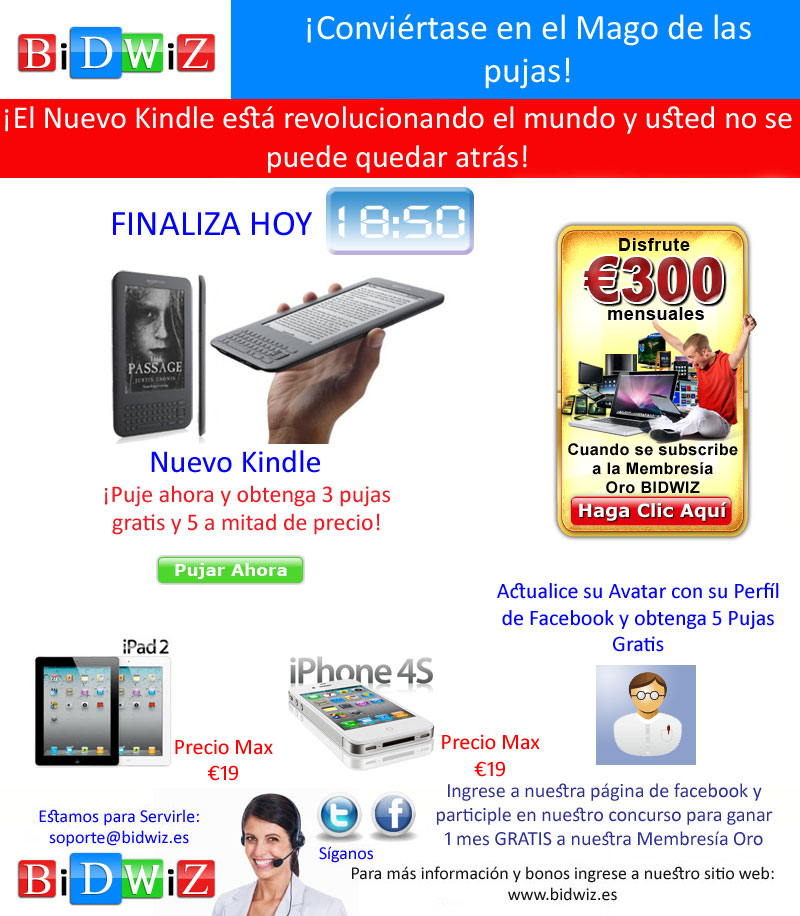 BiDWiZ
¡Conviértase en el Mago de las
pujas!
¡El Nuevo Kindle está revolucionando el mundo y usted no se
puede quedar atrás!
FINALIZA HOY 18:50
THE
PASSAGE
JUSTIN CRONIN
Nuevo Kindle
¡Puje ahora y obtenga 3 pujas
gratis y 5 a mitad de precio!
Pujar Ahora
Disfrute
€300
mensuales
Cuando se subscribe
a la Membresía
Oro BIDWIZ
Haga Clic Aquí
Actualice su Avatar con su Perfíl
de Facebook y obtenga 5 Pujas
Gratis
iPad 2
Precio Max
€19
iPhone 4S
Precio Max
€19
Ingrese a nuestra página de facebook y
participle en nuestro concurso para ganar
1 mes GRATIS a nuestra Membresía Oro
Estamos para Servirle:
soporte@bidwiz.es
Síganos
BiDWiZ
Para más información y bonos ingrese a nuestro sitio web:
www.bidwiz.es